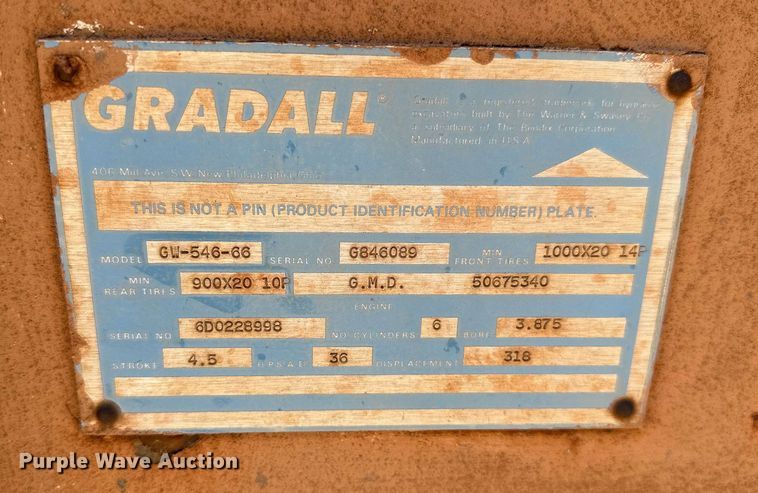 GRADALL®
Gradall is a registered trademark for hydraulic
excavators built by The Warner & Swasey Co.
a subsidiary of The Bendix Corporation
Manufactured in U.S.A.
406 Mill Ave. S.W. New Philadelphia, Ohio
THIS IS NOT A PIN (PRODUCT IDENTIFICATION NUMBER) PLATE.
MODEL GW-546-66 SERIAL NO G846089 MIN FRONT TIRES 1000X20 14P
MIN REAR TIRES 900X20 10P G.M.D. 50675340
ENGINE
SERIAL NO 6D0228998 NO CYLINDERS 6 BORE 3.875
STROKE 4.5 36 DISPLACEMENT 318
Purple Wave Auction